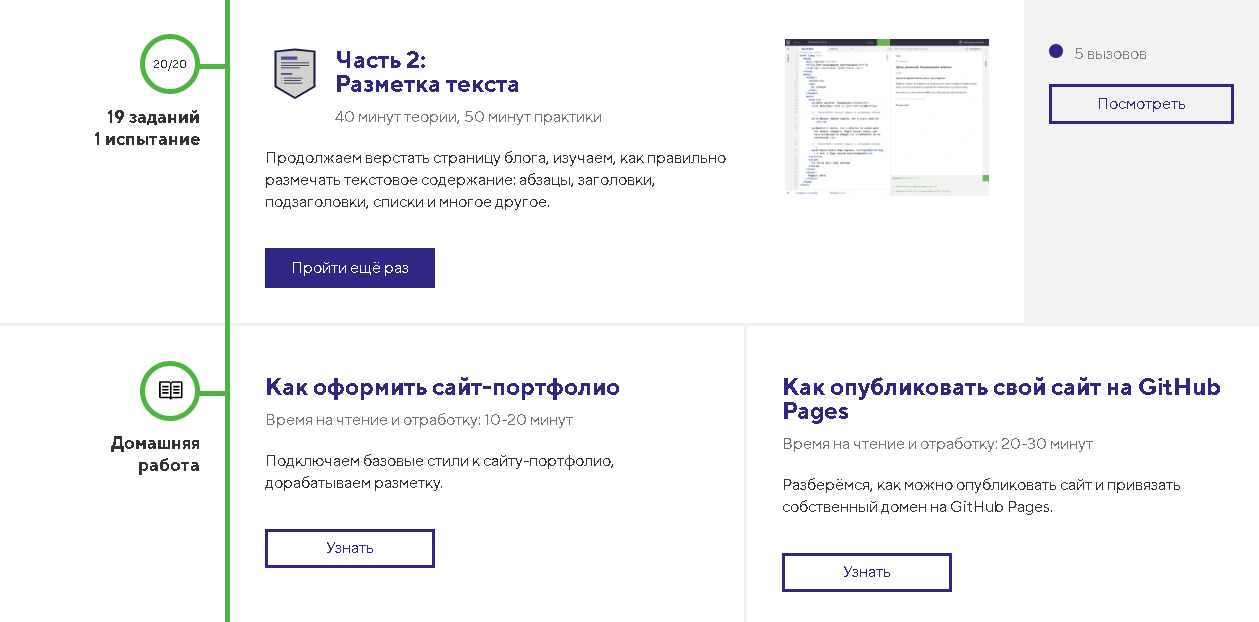 20/20
19 заданий
1 испытание
Часть 2:
Разметка текста
40 минут теории, 50 минут практики
Продолжаем верстать страницу блога, изучаем, как правильно
размечать текстовое содержание: абзацы, заголовки,
подзаголовки, списки и многое другое.
Пройти ещё раз
5 вызовов
Посмотреть
Домашняя
работа
Как оформить сайт-портфолио
Время на чтение и отработку: 10-20 минут
Подключаем базовые стили к сайту-портфолио,
дорабатываем разметку.
Узнать
Как опубликовать свой сайт на GitHub
Pages
Время на чтение и отработку: 20-30 минут
Разберёмся, как можно опубликовать сайт и привязать
собственный домен на GitHub Pages.
Узнать